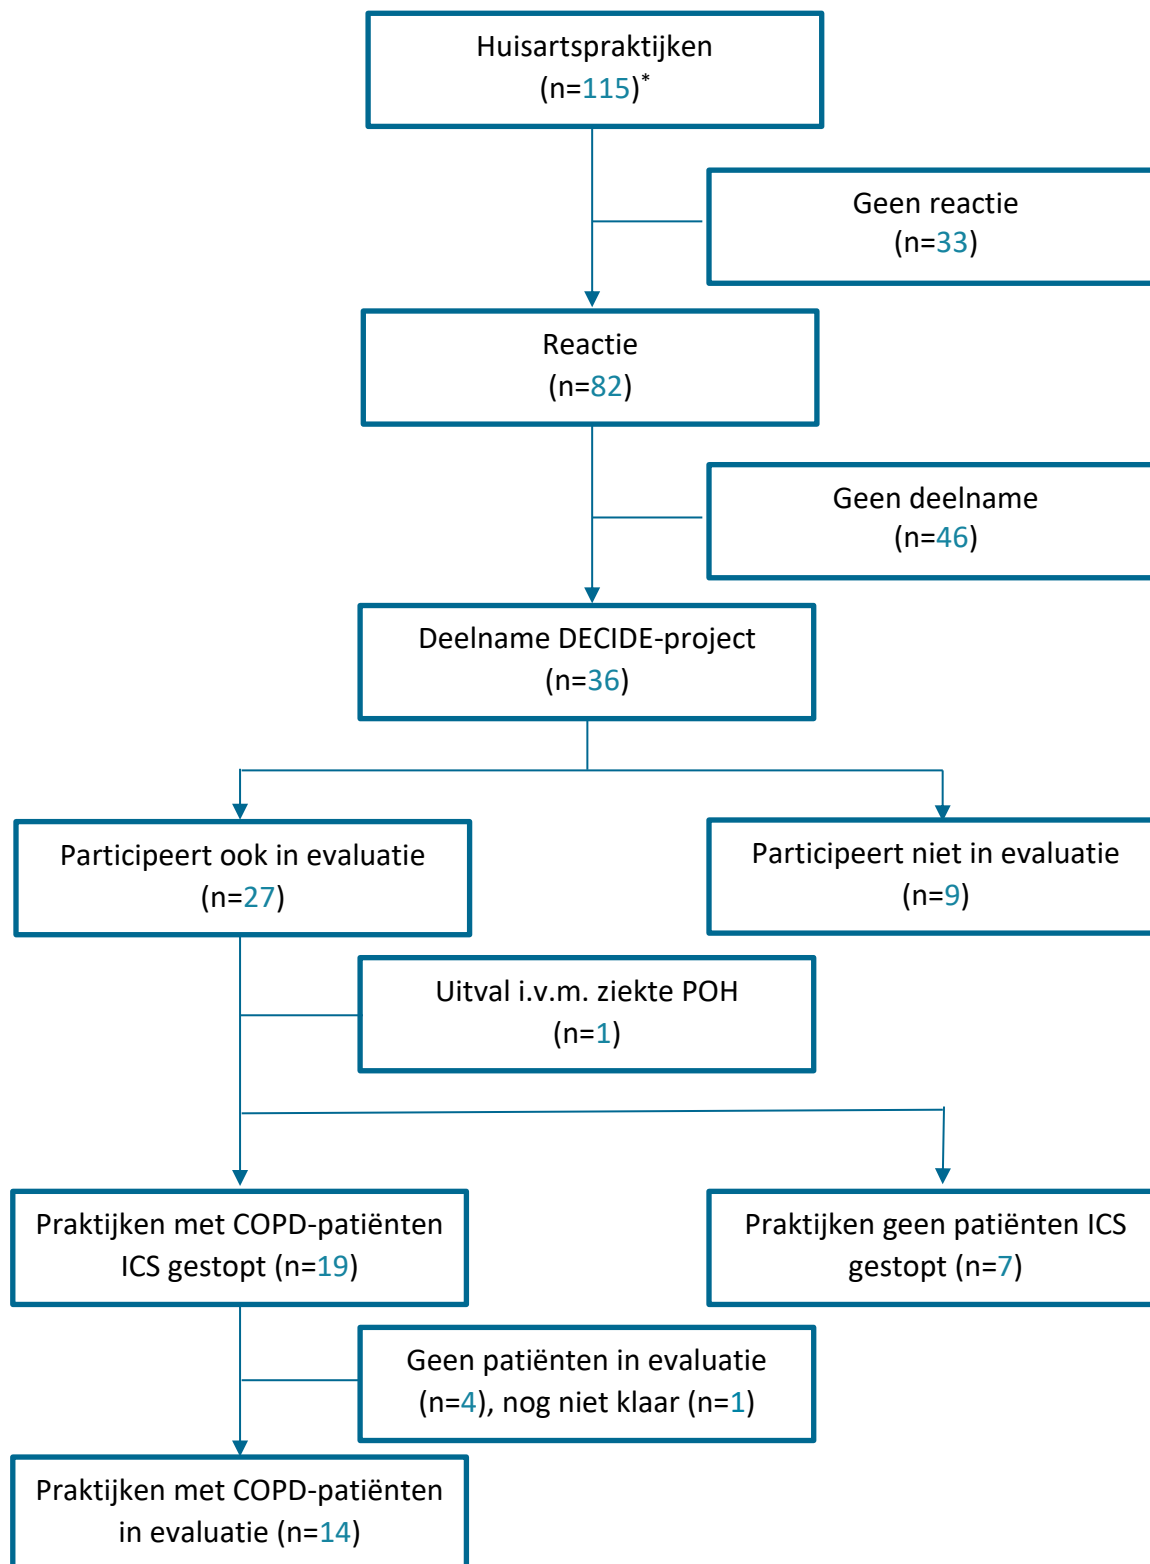 Huisartspraktijken
(n=115)*
Geen reactie
(n=33)
Reactie
(n=82)
Geen deelname
(n=46)
Deelname DECIDE-project
(n=36)
Participeert ook in evaluatie
(n=27)
Participeert niet in evaluatie
(n=9)
Uitval i.v.m. ziekte POH
(n=1)
Praktijken met COPD-patiënten
ICS gestopt (n=19)
Praktijken geen patiënten ICS
gestopt (n=7)
Geen patiënten in evaluatie
(n=4), nog niet klaar (n=1)
Praktijken met COPD-patiënten
in evaluatie (n=14)